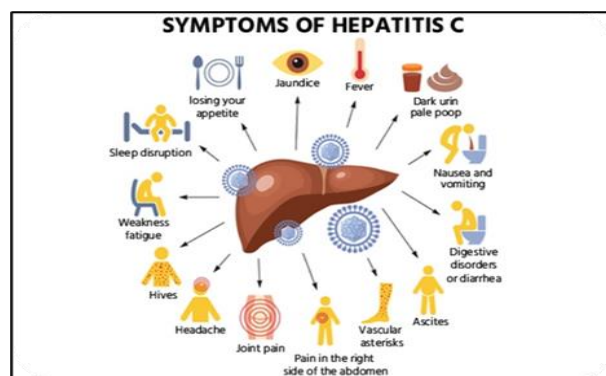 SYMPTOMS OF HEPATITIS C
losing your
appetite
Jaundice
Fever
Dark urin
pale poop
Sleep disruption
Nausea and
vomiting
Weakness
fatigue
Digestive
disorders
or diarrhea
Hives
Headache
Joint pain
Pain in the right
side of the abdomen
Vascular
asterisks
Ascites